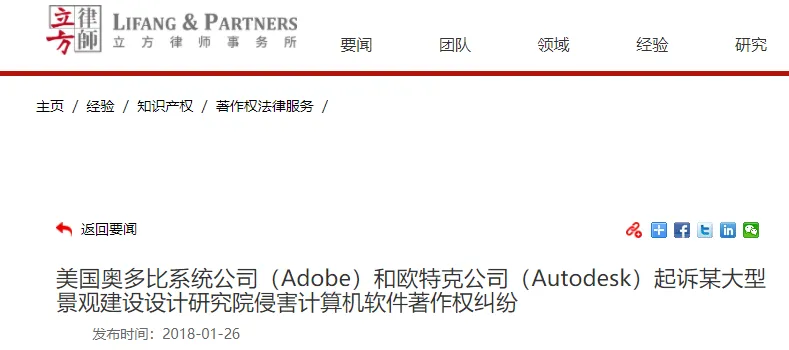 立方
律師
LIFANG & PARTNERS
立方律师事务所
要闻 团队 领域 经验 研究
主页 / 经验 / 知识产权 / 著作权法律服务 /
返回要闻
美国奥多比系统公司（Adobe）和欧特克公司（Autodesk）起诉某大型
景观建设设计研究院侵害计算机软件著作权纠纷
发布时间：2018-01-26